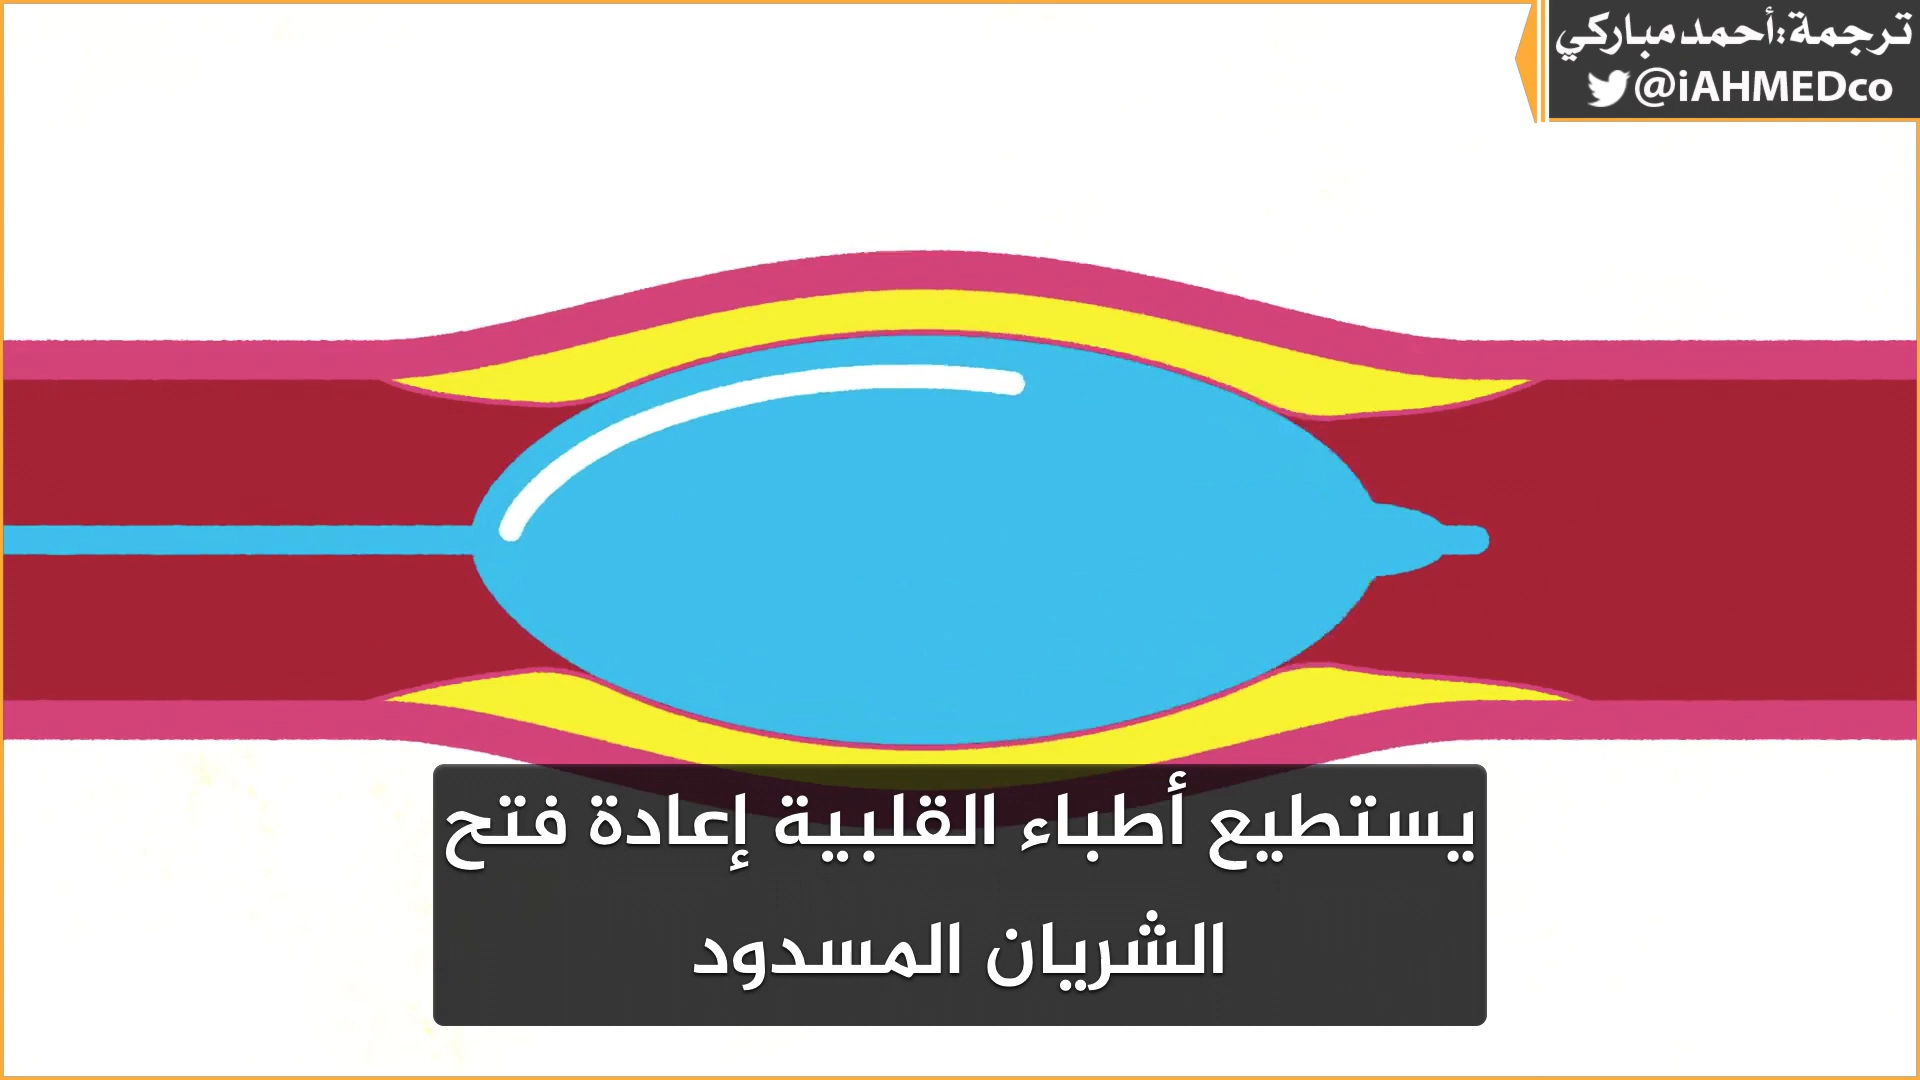 ترجمة:أحمد مباركي
@iAHMEDco
يستطيع أطباء القلبية إعادة فتح
الشريان المسدود